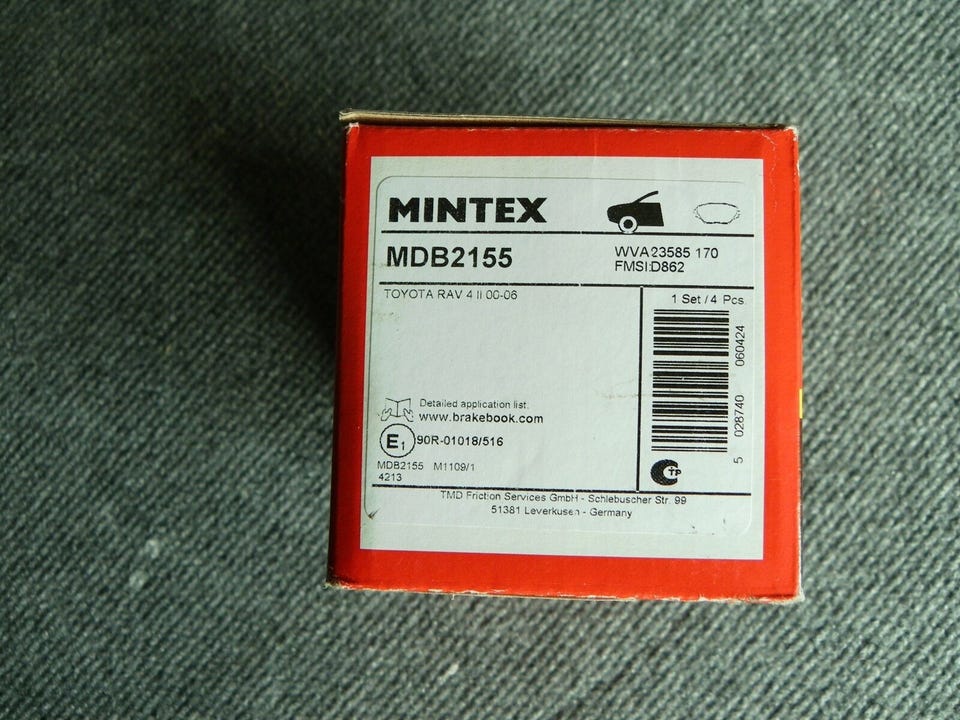 MINTEX
MDB2155
WVA23585 170
FMSI:D862
TOYOTA RAV 4 II 00-06
1 Set / 4 Pcs.
Detailed application list:
www.brakebook.com
E1 90R-01018/516
MDB2155 M1109/1
4213
5 028740 060424
TP
TMD Friction Services GmbH - Schlebuscher Str. 99
51381 Leverkusen - Germany